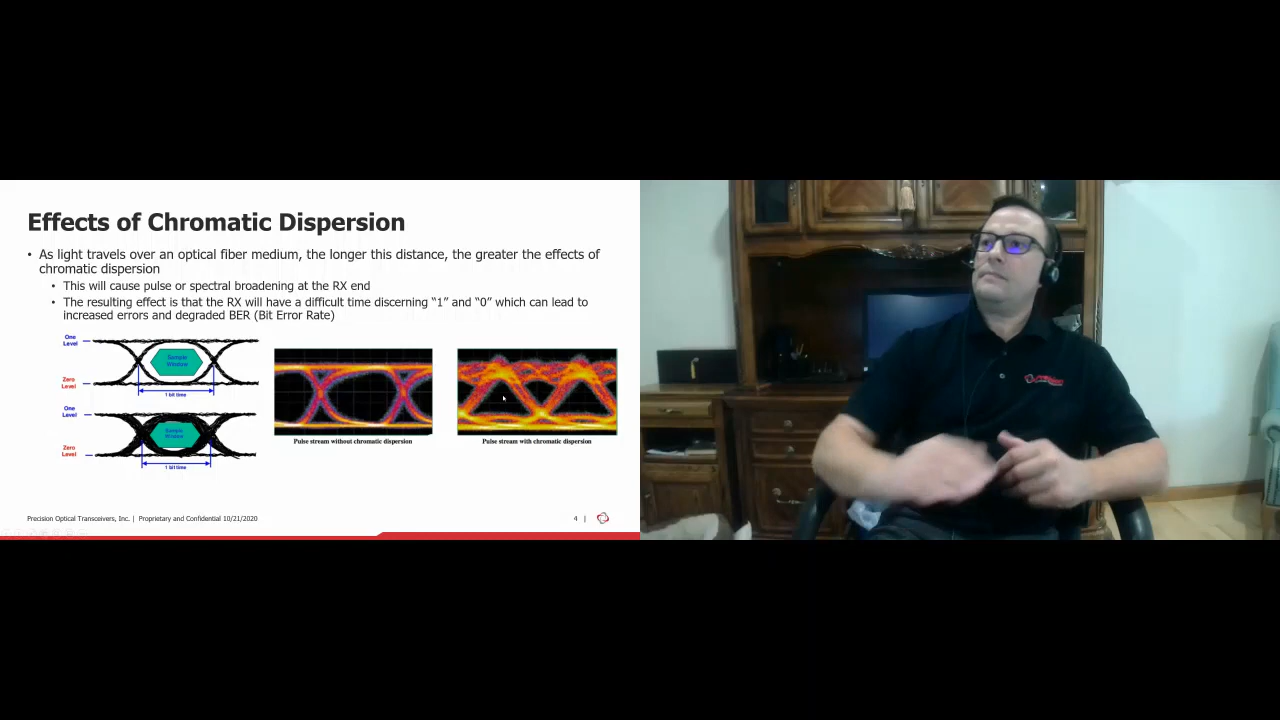 Effects of Chromatic Dispersion
• As light travels over an optical fiber medium, the longer this distance, the greater the effects of
chromatic dispersion
• This will cause pulse or spectral broadening at the RX end
• The resulting effect is that the RX will have a difficult time discerning “1” and “0” which can lead to
increased errors and degraded BER (Bit Error Rate)
One
Level
Sample
Window
Zero
Level
1 bit time
One
Level
Sample
Window
Zero
Level
1 bit time
Pulse stream without chromatic dispersion
Pulse stream with chromatic dispersion
Precision Optical Transceivers, Inc. | Proprietary and Confidential 10/21/2020
4 |